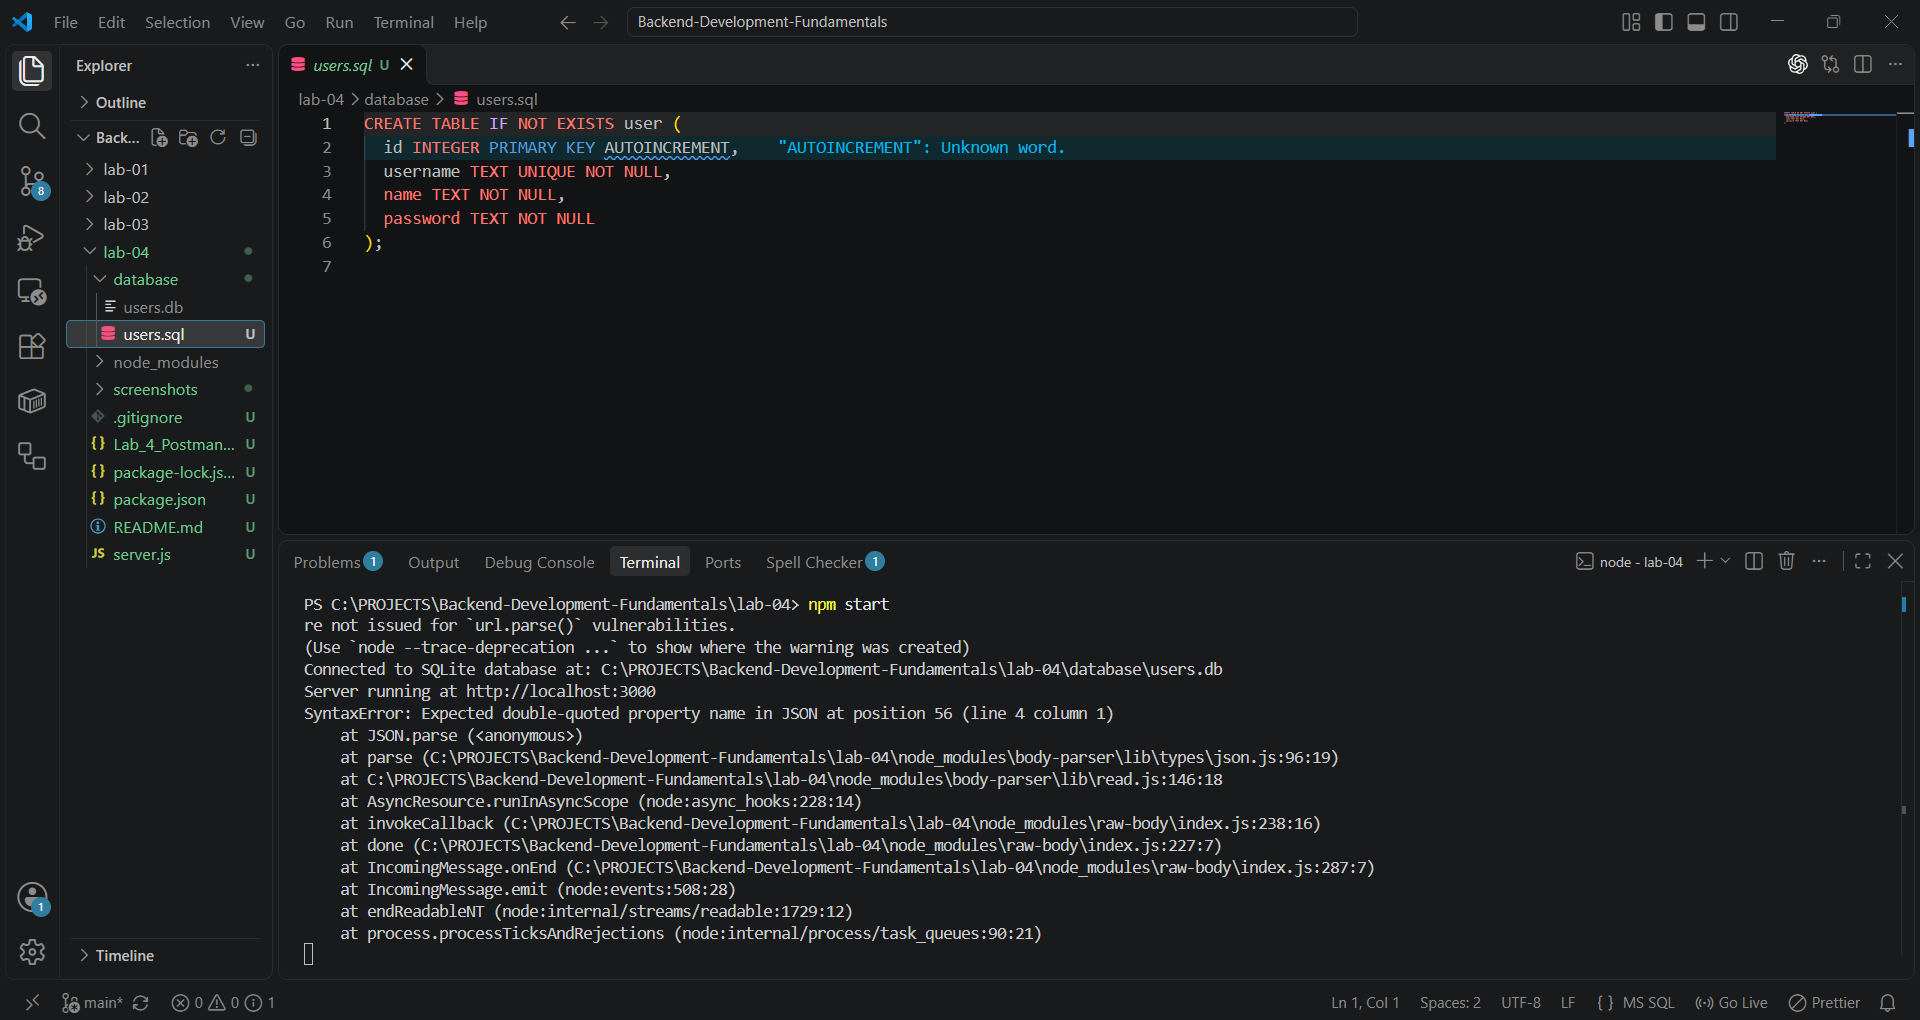 File Edit Selection View Go Run Terminal Help
Backend-Development-Fundamentals
Explorer
Outline
Back...
lab-01
lab-02
lab-03
lab-04
database
users.db
users.sql U
node_modules
screenshots
.gitignore U
Lab_4_Postman... U
package-lock.js... U
package.json U
README.md U
JS server.js U
Timeline
8
1
users.sql U
lab-04 > database > users.sql
1 CREATE TABLE IF NOT EXISTS user (
2 id INTEGER PRIMARY KEY AUTOINCREMENT, "AUTOINCREMENT": Unknown word.
3 username TEXT UNIQUE NOT NULL,
4 name TEXT NOT NULL,
5 password TEXT NOT NULL
6 );
7
Problems 1 Output Debug Console Terminal Ports Spell Checker 1 node - lab-04
PS C:\PROJECTS\Backend-Development-Fundamentals\lab-04> npm start
re not issued for `url.parse()` vulnerabilities.
(Use `node --trace-deprecation ...` to show where the warning was created)
Connected to SQLite database at: C:\PROJECTS\Backend-Development-Fundamentals\lab-04\database\users.db
Server running at http://localhost:3000
SyntaxError: Expected double-quoted property name in JSON at position 56 (line 4 column 1)
at JSON.parse (<anonymous>)
at parse (C:\PROJECTS\Backend-Development-Fundamentals\lab-04\node_modules\body-parser\lib\types\json.js:96:19)
at C:\PROJECTS\Backend-Development-Fundamentals\lab-04\node_modules\body-parser\lib\read.js:146:18
at AsyncResource.runInAsyncScope (node:async_hooks:228:14)
at invokeCallback (C:\PROJECTS\Backend-Development-Fundamentals\lab-04\node_modules\raw-body\index.js:238:16)
at done (C:\PROJECTS\Backend-Development-Fundamentals\lab-04\node_modules\raw-body\index.js:227:7)
at IncomingMessage.onEnd (C:\PROJECTS\Backend-Development-Fundamentals\lab-04\node_modules\raw-body\index.js:287:7)
at IncomingMessage.emit (node:events:508:28)
at endReadableNT (node:internal/streams/readable:1729:12)
at process.processTicksAndRejections (node:internal/process/task_queues:90:21)
main* 0 0 1 Ln 1, Col 1 Spaces: 2 UTF-8 LF { } MS SQL Go Live Prettier